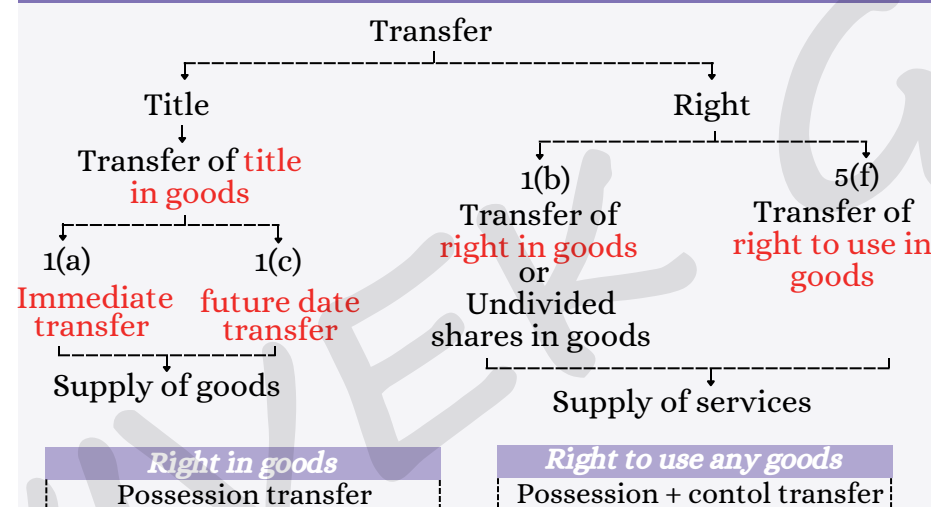 Transfer
Title
Right
Transfer of title
in goods
1(a)
1(c)
Immediate
transfer
future date
transfer
Supply of goods
1(b)
Transfer of
right in goods
or
Undivided
shares in goods
5(f)
Transfer of
right to use in
goods
Supply of services
Right in goods
Possession transfer
Right to use any goods
Possession + contol transfer